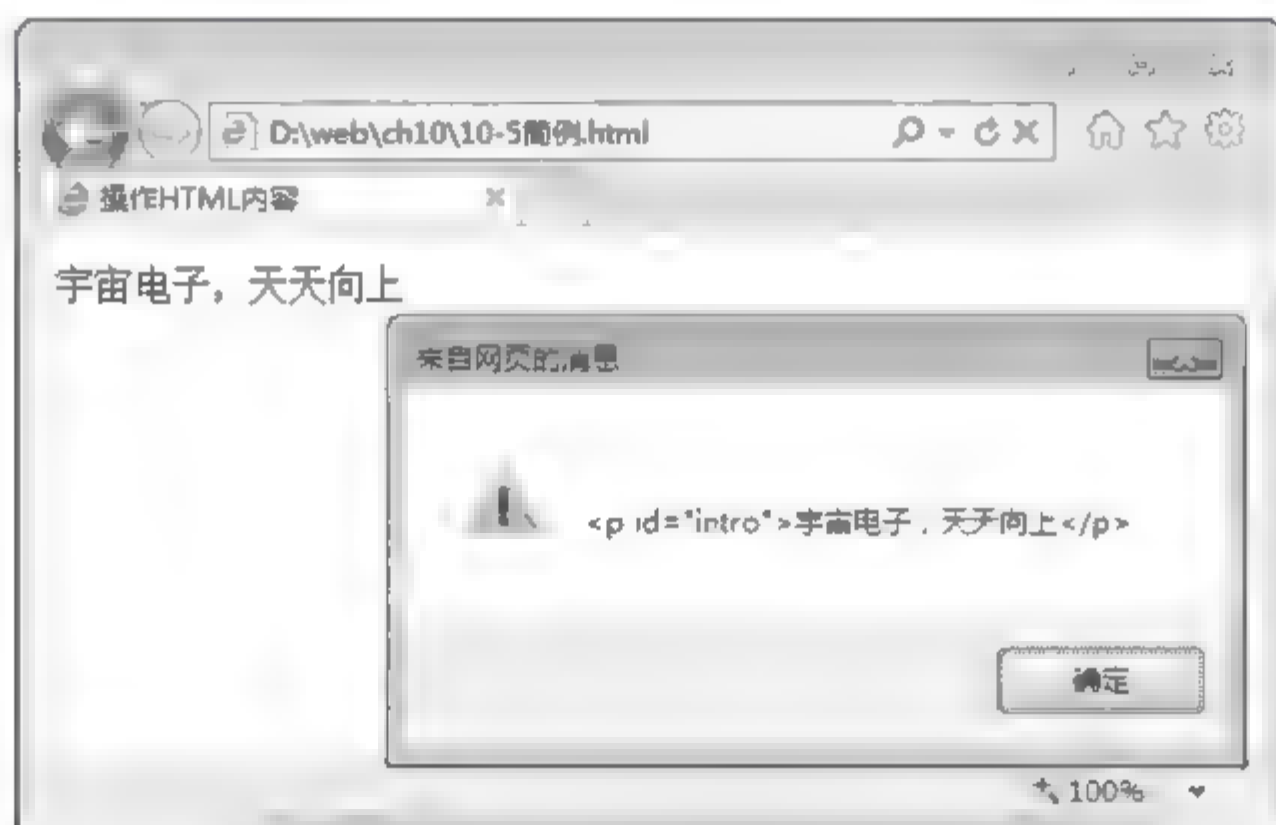 D:\web\ch10\10-5简例.html
操作HTML内容
宇宙电子，天天向上
来自网页的消息
<p id="intro">宇宙电子，天天向上</p>
确定
100%